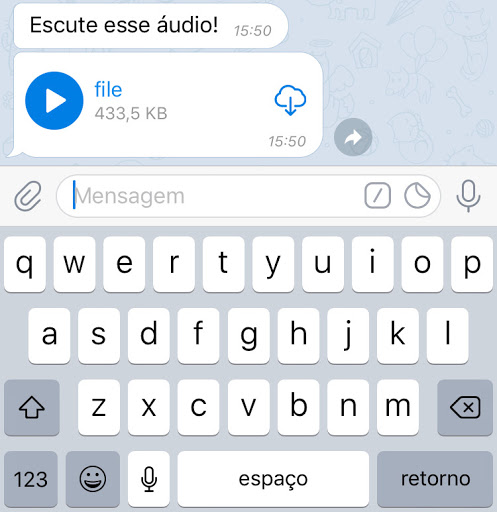 Escute esse áudio! 15:50
file
433,5 KB
15:50
Mensagem
q w e r t y u i o p
a s d f g h j k l
z x c v b n m
123 espaço retorno